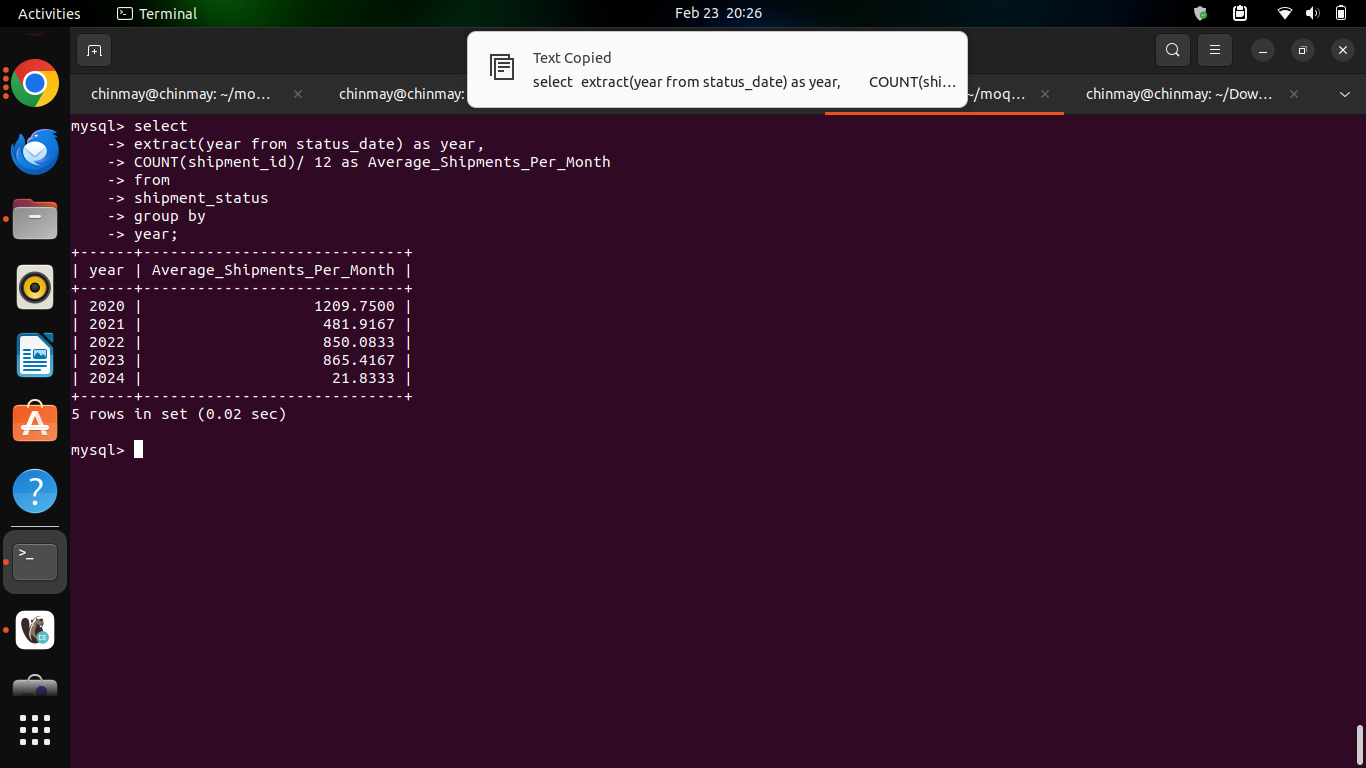 Activities
Terminal
Feb 23 20:26
Text Copied
select extract(year from status_date) as year, COUNT(shi…
chinmay@chinmay: ~/mo…
chinmay@chinmay:
~/moq…
chinmay@chinmay: ~/Dow…
mysql> select
-> extract(year from status_date) as year,
-> COUNT(shipment_id)/ 12 as Average_Shipments_Per_Month
-> from
-> shipment_status
-> group by
-> year;
+------+-----------------------------+
| year | Average_Shipments_Per_Month |
+------+-----------------------------+
| 2020 | 1209.7500 |
| 2021 | 481.9167 |
| 2022 | 850.0833 |
| 2023 | 865.4167 |
| 2024 | 21.8333 |
+------+-----------------------------+
5 rows in set (0.02 sec)
mysql>
>_
CE